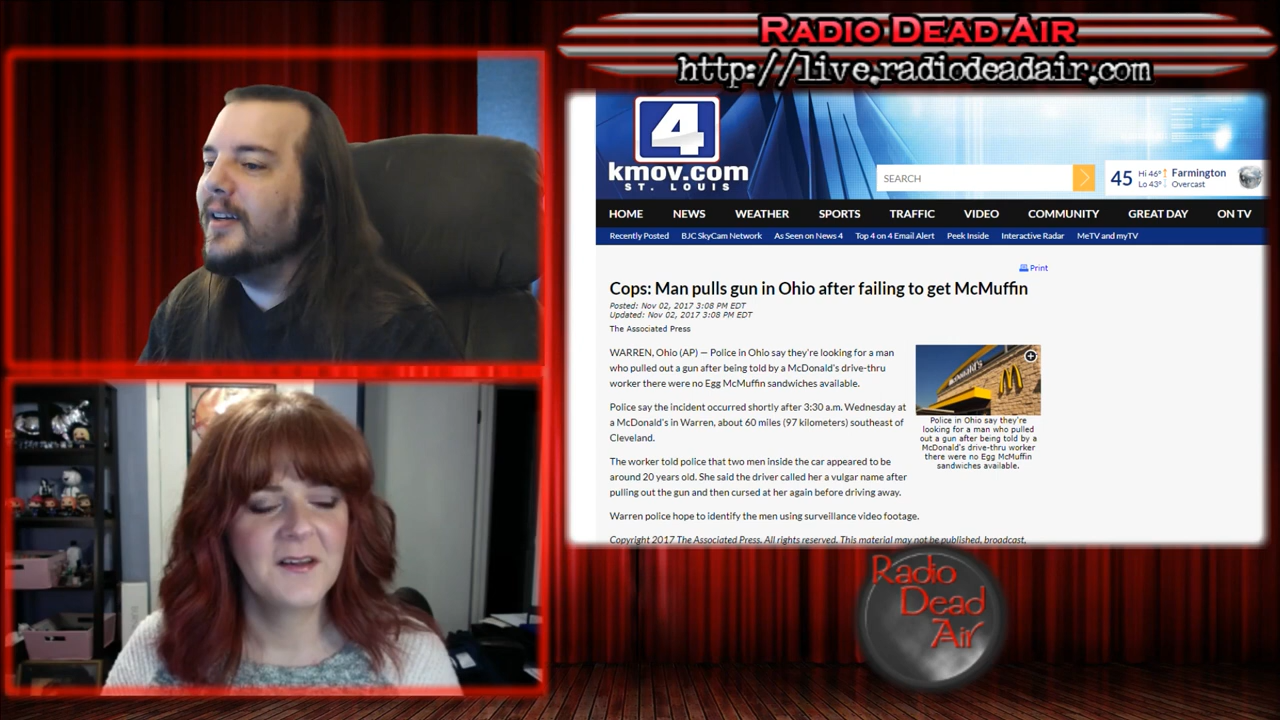 Radio Dead Air
http://live.radiodeadair.com
4
kmov.com
ST. LOUIS
SEARCH
45
Hi 46°
Lo 43°
Farmington
Overcast
HOME NEWS WEATHER SPORTS TRAFFIC VIDEO COMMUNITY GREAT DAY ON TV
Recently Posted BJC SkyCam Network As Seen on News 4 Top 4 on 4 Email Alert Peek Inside Interactive Radar MeTV and myTV
Print
Cops: Man pulls gun in Ohio after failing to get McMuffin
Posted: Nov 02, 2017 3:08 PM EDT
Updated: Nov 02, 2017 3:08 PM EDT
The Associated Press
WARREN, Ohio (AP) — Police in Ohio say they're looking for a man
who pulled out a gun after being told by a McDonald's drive-thru
worker there were no Egg McMuffin sandwiches available.
Police say the incident occurred shortly after 3:30 a.m. Wednesday at
a McDonald's in Warren, about 60 miles (97 kilometers) southeast of
Cleveland.
The worker told police that two men inside the car appeared to be
around 20 years old. She said the driver called her a vulgar name after
pulling out the gun and then cursed at her again before driving away.
Warren police hope to identify the men using surveillance video footage.
Copyright 2017 The Associated Press. All rights reserved. This material may not be published, broadcast,
McDonald's
Police in Ohio say they're
looking for a man who pulled
out a gun after being told by a
McDonald's drive-thru worker
there were no Egg McMuffin
sandwiches available.
Radio
Dead
Air